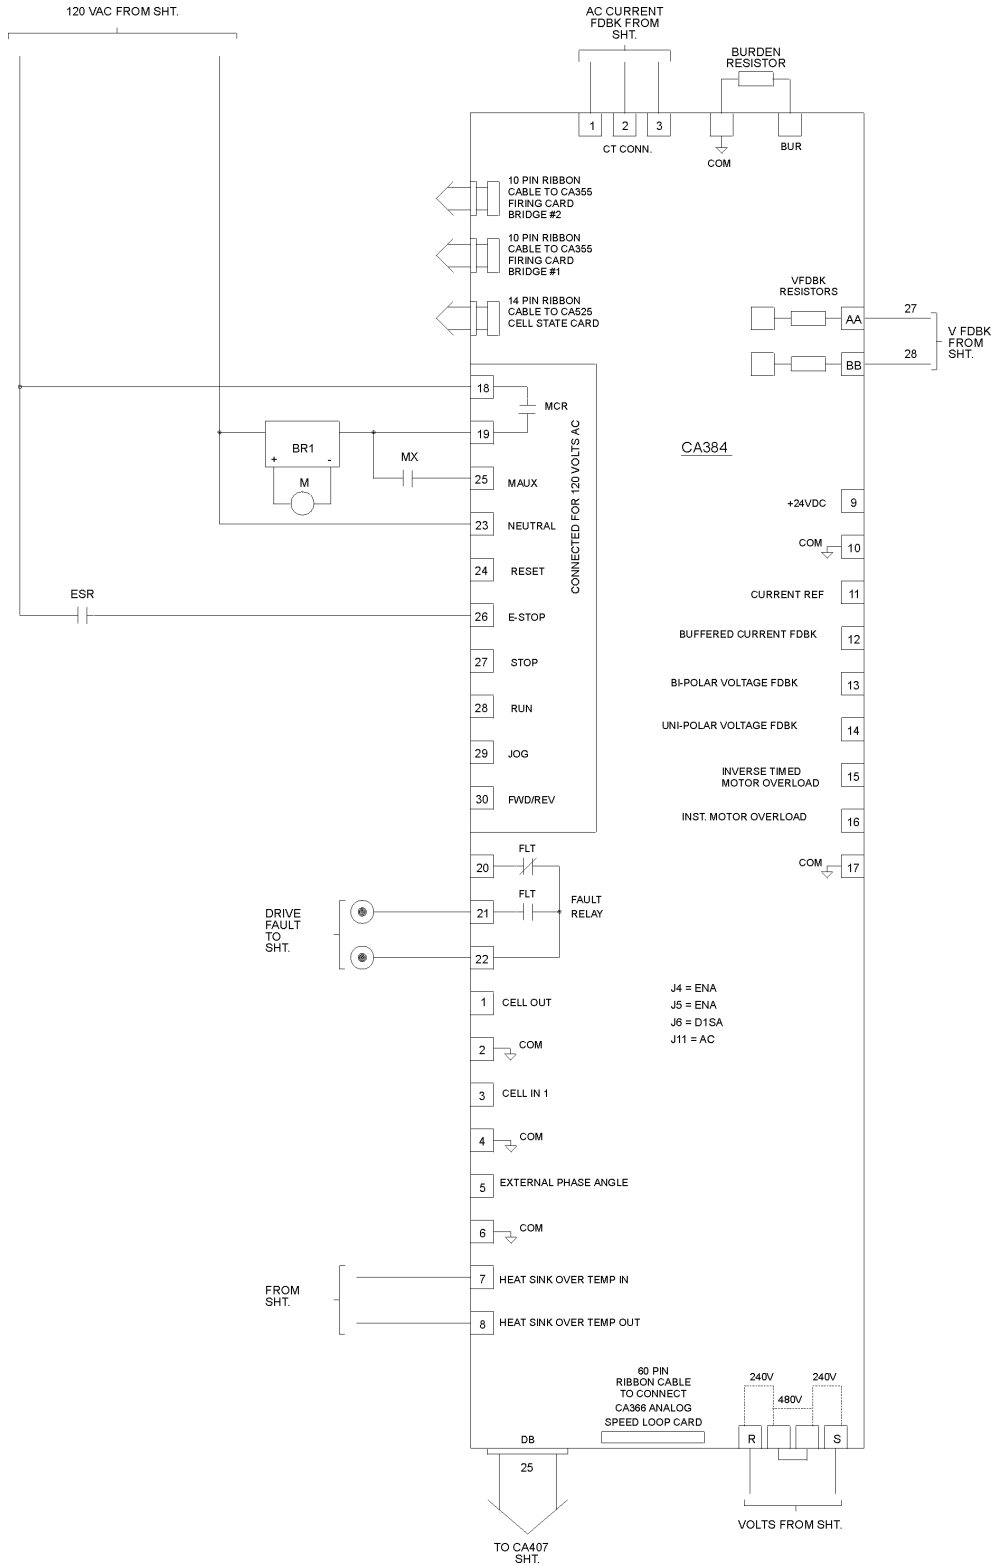 120 VAC FROM SHT.
AC CURRENT
FDBK FROM
SHT.
BURDEN
RESISTOR
1
2
3
CT CONN.
COM
BUR
10 PIN RIBBON
CABLE TO CA355
FIRING CARD
BRIDGE #2
10 PIN RIBBON
CABLE TO CA355
FIRING CARD
BRIDGE #1
14 PIN RIBBON
CABLE TO CA525
CELL STATE CARD
VFDBK
RESISTORS
AA
27
BB
28
V FDBK
FROM
SHT.
18
MCR
19
BR1
+
-
M
MX
25
MAUX
23
NEUTRAL
24
RESET
ESR
26
E-STOP
27
STOP
28
RUN
29
JOG
30
FWD/REV
CONNECTED FOR 120 VOLTS AC
CA384
+24VDC
9
COM
10
CURRENT REF
11
BUFFERED CURRENT FDBK
12
BI-POLAR VOLTAGE FDBK
13
UNI-POLAR VOLTAGE FDBK
14
INVERSE TIMED
MOTOR OVERLOAD
15
INST. MOTOR OVERLOAD
16
COM
17
20
FLT
21
FLT
22
FAULT
RELAY
DRIVE
FAULT
TO
SHT.
1
CELL OUT
2
COM
3
CELL IN 1
4
COM
5
EXTERNAL PHASE ANGLE
6
COM
7
HEAT SINK OVER TEMP IN
8
HEAT SINK OVER TEMP OUT
FROM
SHT.
J4 = ENA
J5 = ENA
J6 = D1SA
J11 = AC
60 PIN
RIBBON CABLE
TO CONNECT
CA366 ANALOG
SPEED LOOP CARD
240V
480V
240V
R
S
VOLTS FROM SHT.
DB
25
TO CA407
SHT.